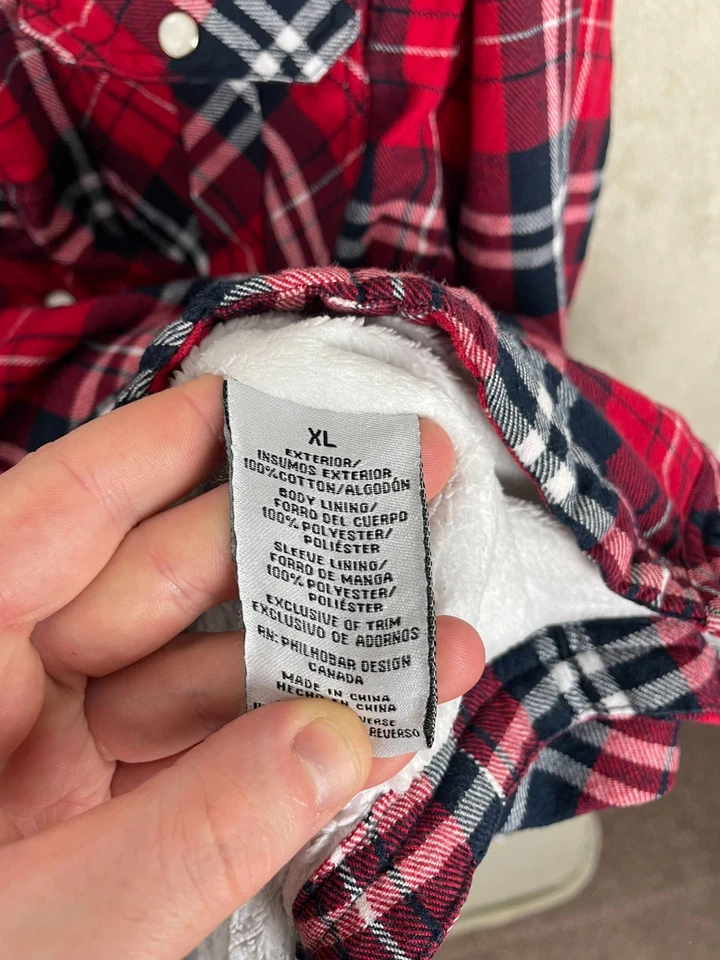 XL
EXTERIOR/
INSUMOS EXTERIOR
100%COTTON/ALGODÓN
BODY LINING/
FORRO DEL CUERPO
100% POLYESTER/
POLIÉSTER
SLEEVE LINING/
FORRO DE MANGA
100% POLYESTER/
POLIÉSTER
EXCLUSIVE OF TRIM
EXCLUSIVO DE ADORNOS
RN: PHILHOBAR DESIGN
CANADA
MADE IN CHINA
HECHO EN CHINA
REVERSO